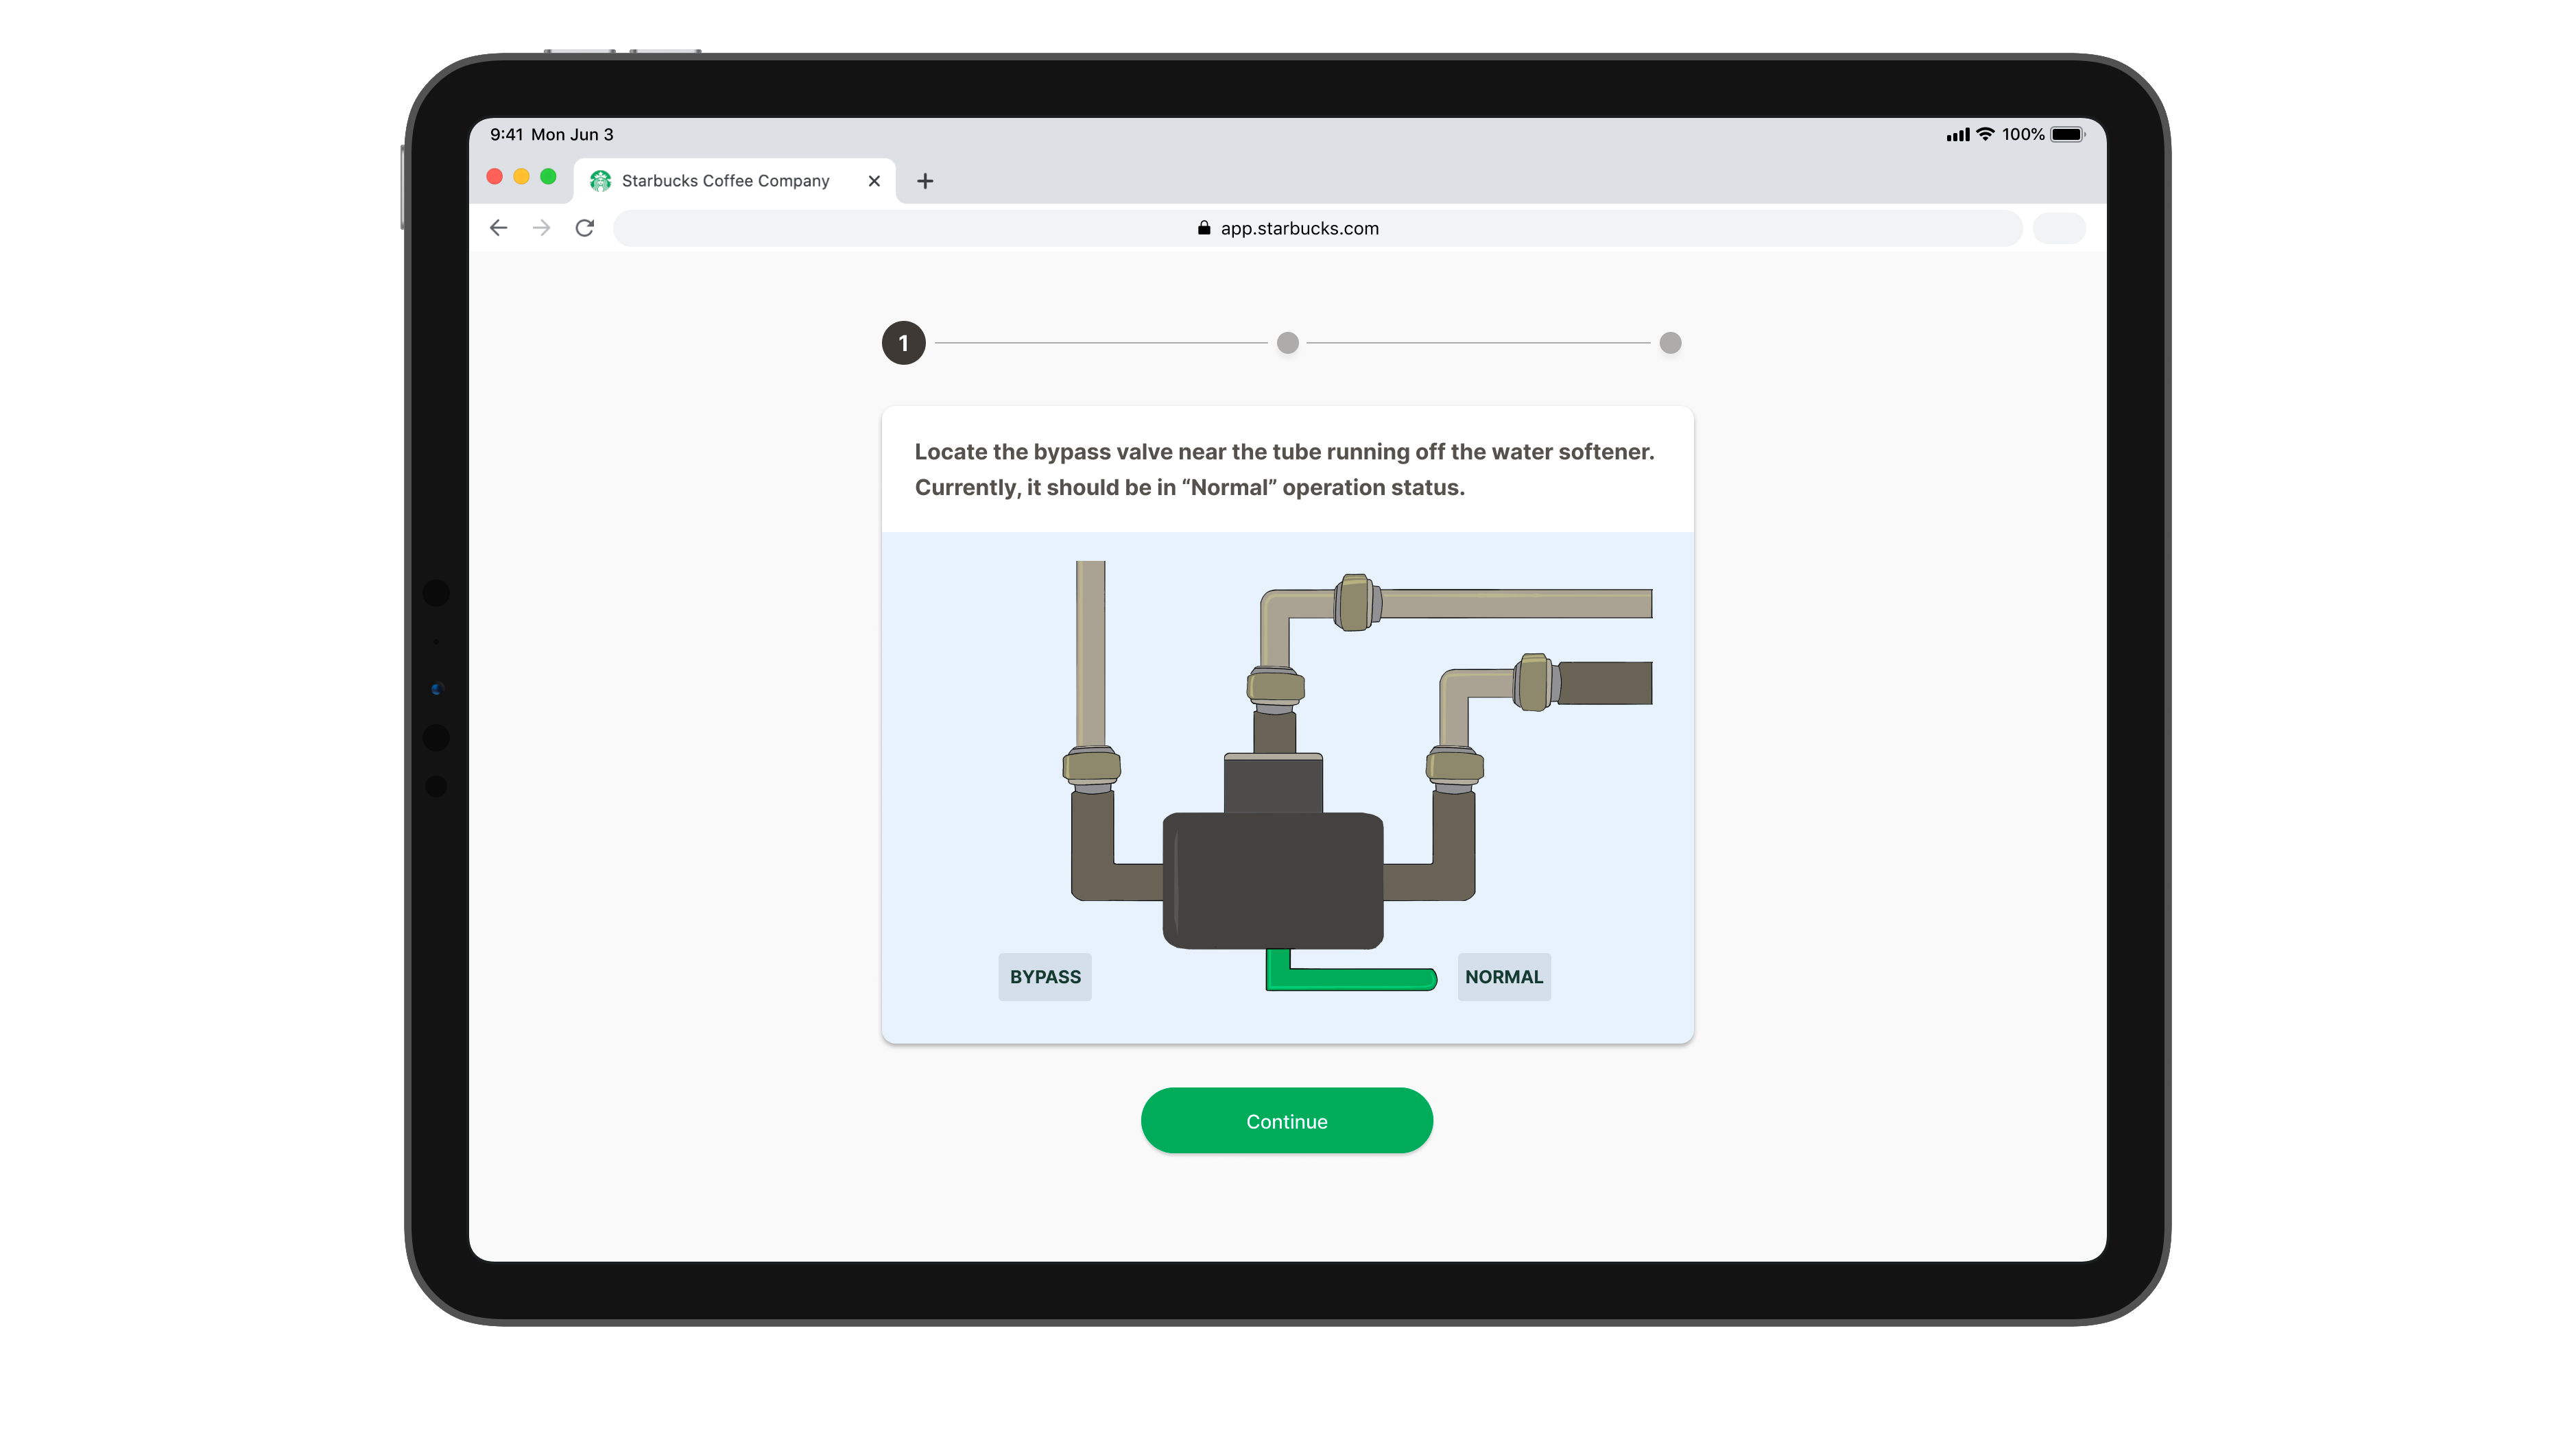 9:41 Mon Jun 3
100%
Starbucks Coffee Company
app.starbucks.com
1
Locate the bypass valve near the tube running off the water softener.
Currently, it should be in “Normal” operation status.
BYPASS
NORMAL
Continue